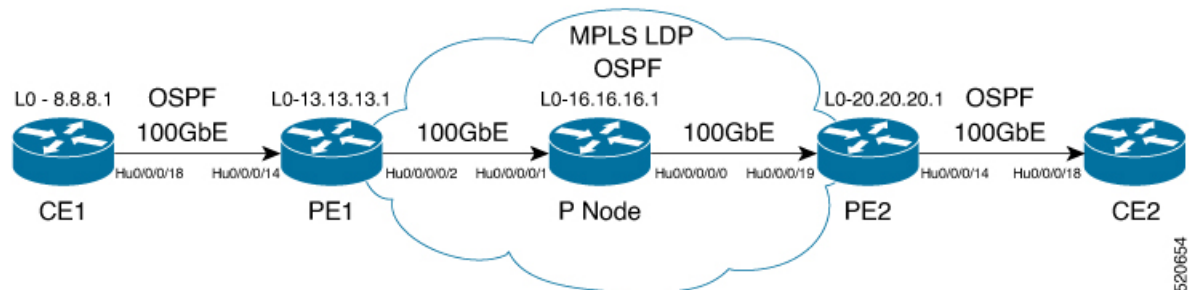 MPLS LDP
OSPF
L0 - 8.8.8.1
OSPF
L0-13.13.13.1
L0-16.16.16.1
L0-20.20.20.1
OSPF
100GbE
100GbE
100GbE
100GbE
Hu0/0/0/18
Hu0/0/0/14
Hu0/0/0/0/2
Hu0/0/0/0/1
Hu0/0/0/0/0
Hu0/0/0/19
Hu0/0/0/14
Hu0/0/0/18
CE1
PE1
P Node
PE2
CE2
520654